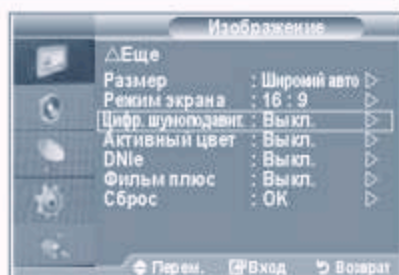 Изображение
△Еще
Размер : Широкий авто ▷
Режим экрана : 16 : 9 ▷
Цифр. шумоподавит. : Выкл. ▷
Активный цвет : Выкл. ▷
DNIe : Выкл. ▷
Фильм плюс : Выкл. ▷
Сброс : OK ▷
Перем. Вход Возврат